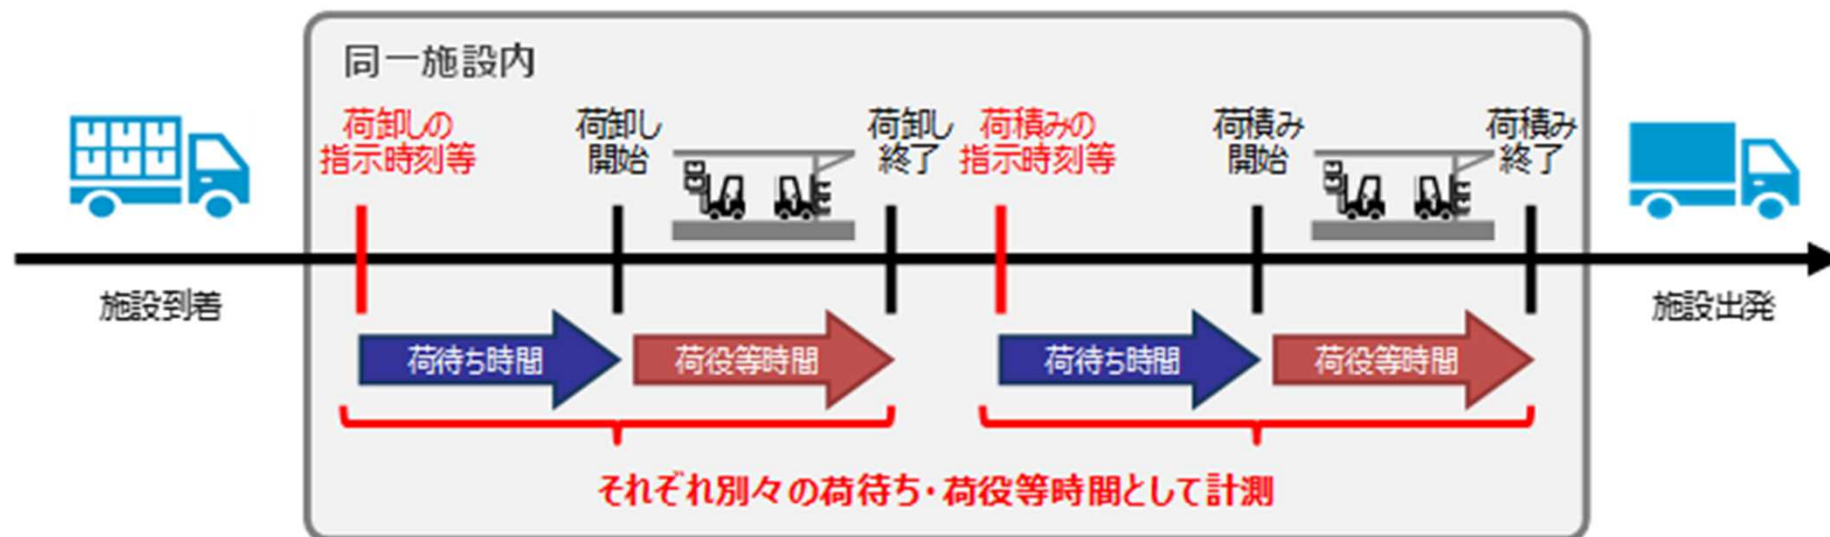 同一施設内
荷卸しの
指示時刻等
荷卸し
開始
荷卸し
終了
荷積みの
指示時刻等
荷積み
開始
荷積み
終了
施設到着
施設出発
荷待ち時間
荷役等時間
荷待ち時間
荷役等時間
それぞれ別々の荷待ち・荷役等時間として計測